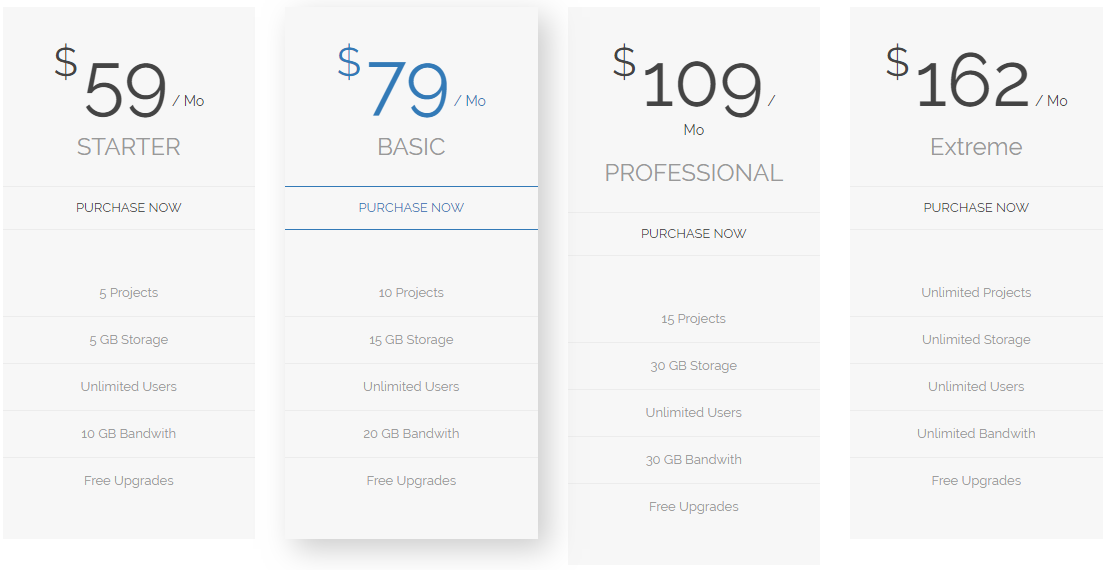 $59 / Mo
STARTER
PURCHASE NOW
5 Projects
5 GB Storage
Unlimited Users
10 GB Bandwith
Free Upgrades
$79 / Mo
BASIC
PURCHASE NOW
10 Projects
15 GB Storage
Unlimited Users
20 GB Bandwith
Free Upgrades
$109 /
Mo
PROFESSIONAL
PURCHASE NOW
15 Projects
30 GB Storage
Unlimited Users
30 GB Bandwith
Free Upgrades
$162 / Mo
Extreme
PURCHASE NOW
Unlimited Projects
Unlimited Storage
Unlimited Users
Unlimited Bandwith
Free Upgrades